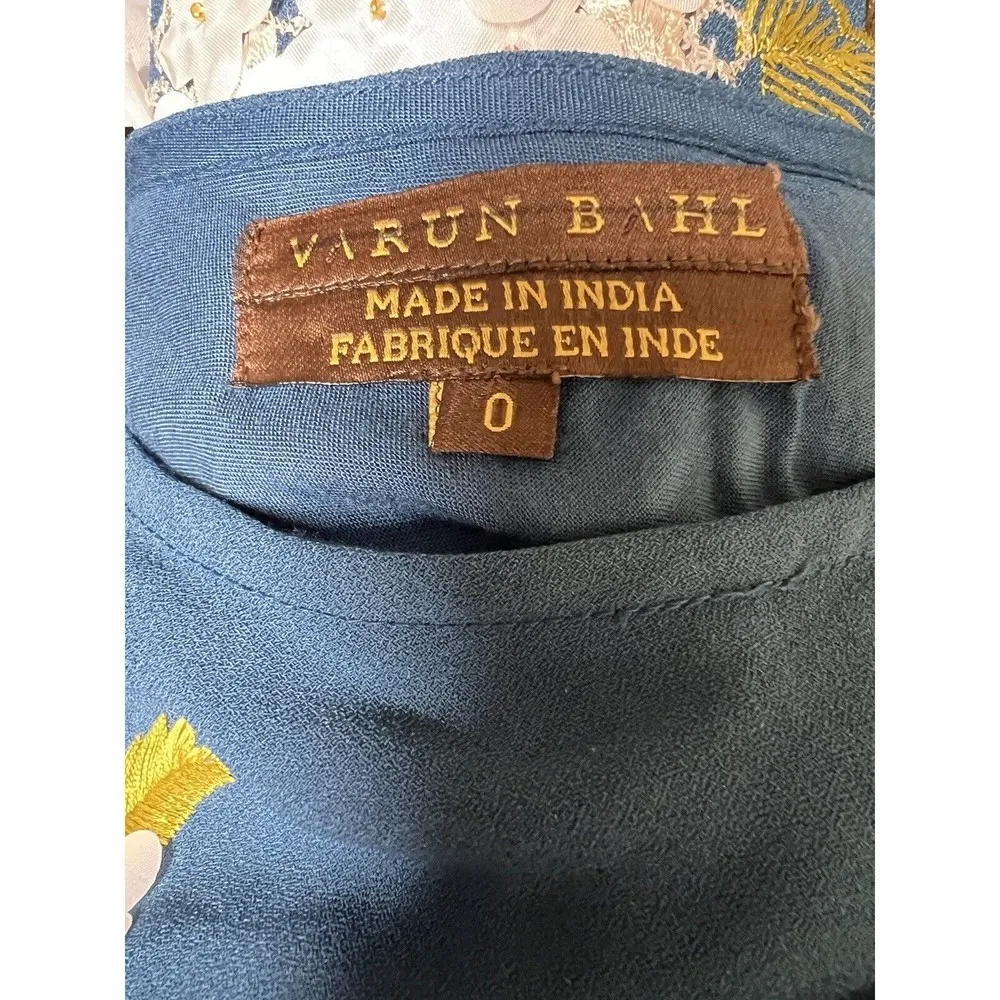 VARUN BAHL
MADE IN INDIA
FABRIQUE EN INDE
0